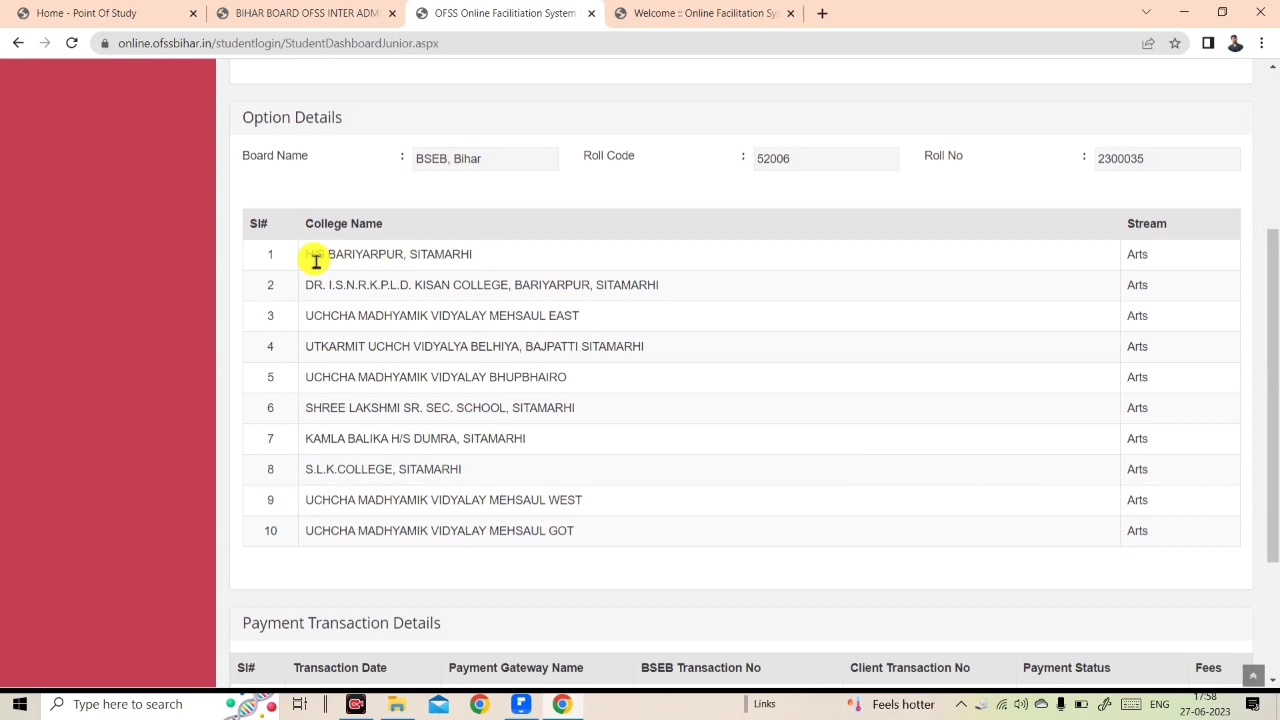 Home - Point Of Study
BIHAR BOARD OFSS INTER ADM
OFSS Online Facilitiation System
Welcome :: Online Facilitation Sy
online.ofssbihar.in/studentlogin/StudentDashboardJunior.aspx
Option Details
Board Name : BSEB, Bihar Roll Code : 52006 Roll No : 2300035
Sl# College Name Stream
1 H/S BARIYARPUR, SITAMARHI Arts
2 DR. I.S.N.R.K.P.L.D. KISAN COLLEGE, BARIYARPUR, SITAMARHI Arts
3 UCHCHA MADHYAMIK VIDYALAY MEHSAUL EAST Arts
4 UTKARMIT UCHCH VIDYALYA BELHIYA, BAJPATTI SITAMARHI Arts
5 UCHCHA MADHYAMIK VIDYALAY BHUPBHAIRO Arts
6 SHREE LAKSHMI SR. SEC. SCHOOL, SITAMARHI Arts
7 KAMLA BALIKA H/S DUMRA, SITAMARHI Arts
8 S.L.K.COLLEGE, SITAMARHI Arts
9 UCHCHA MADHYAMIK VIDYALAY MEHSAUL WEST Arts
10 UCHCHA MADHYAMIK VIDYALAY MEHSAUL GOT Arts
Payment Transaction Details
Sl# Transaction Date Payment Gateway Name BSEB Transaction No Client Transaction No Payment Status Fees
Type here to search
Links
Feels hotter
ENG
17:58
27-06-2023